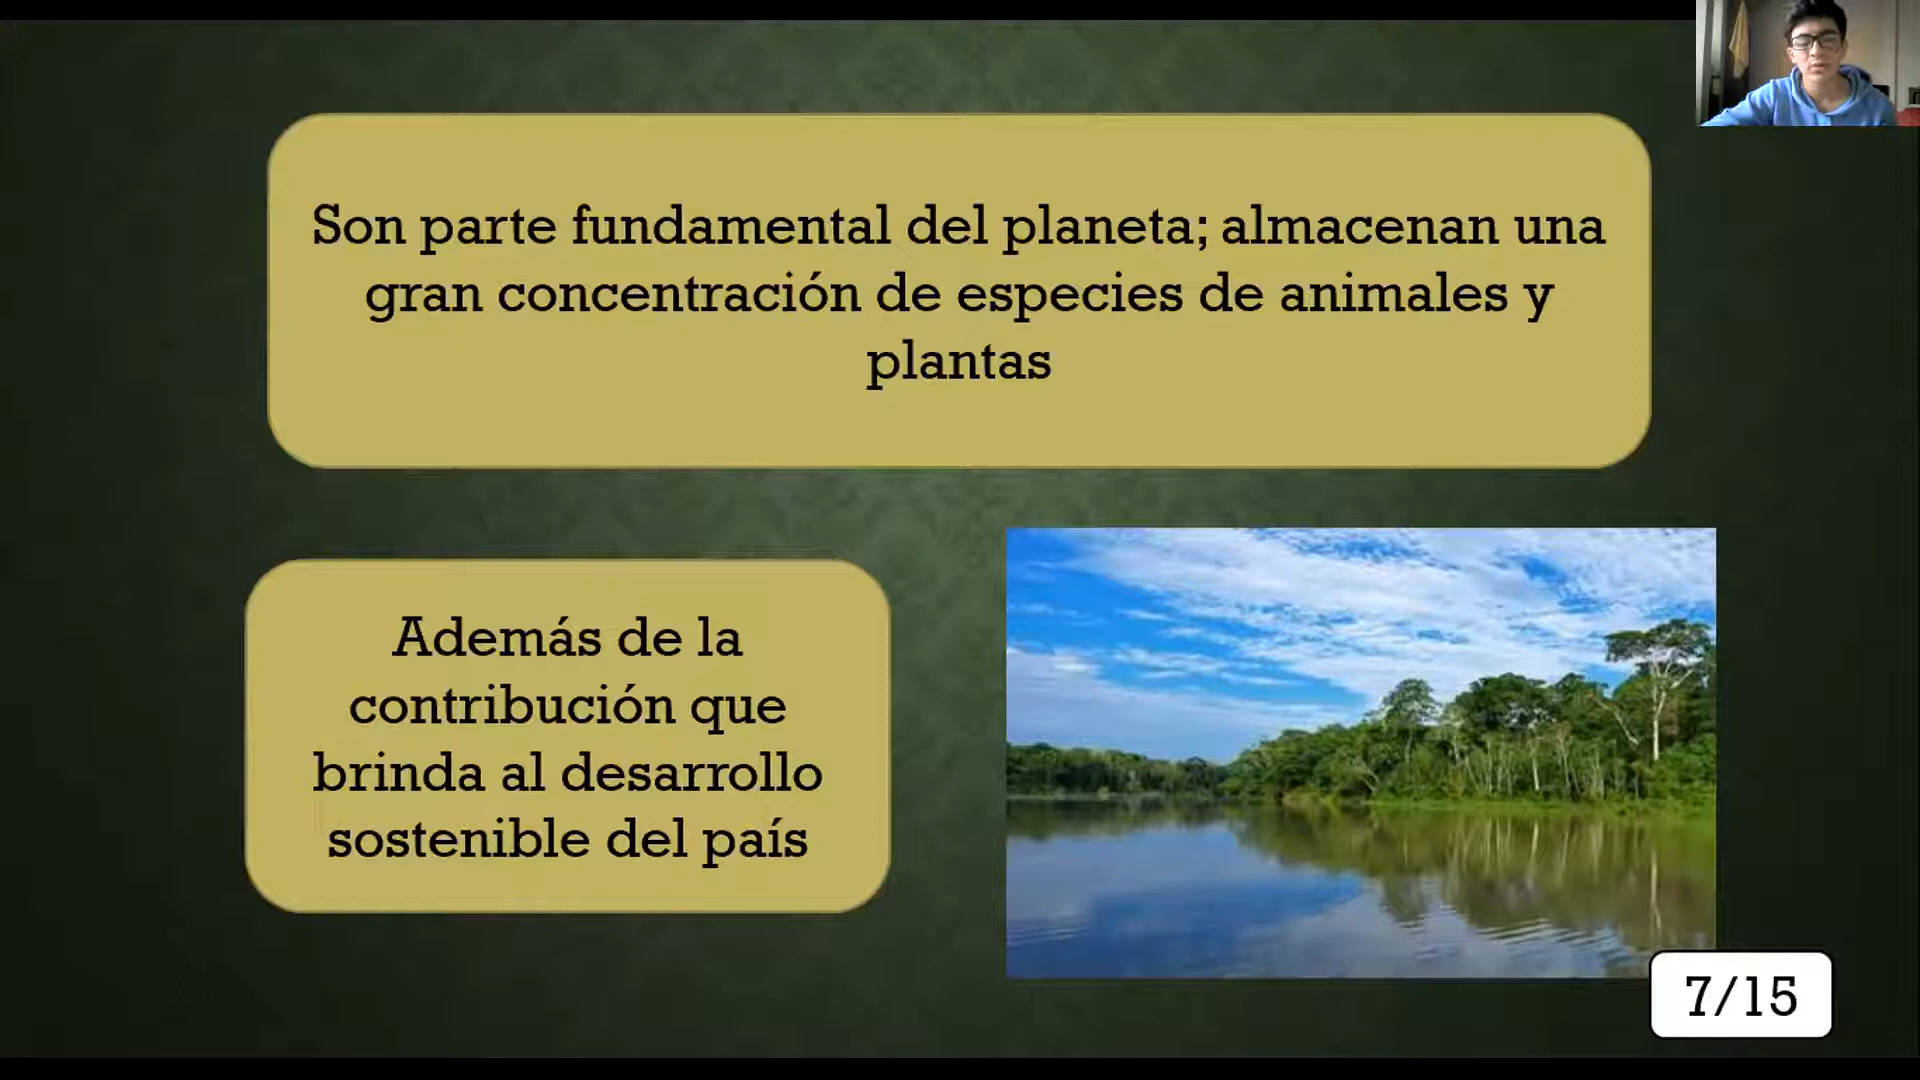 Son parte fundamental del planeta; almacenan una
gran concentración de especies de animales y
plantas
Además de la
contribución que
brinda al desarrollo
sostenible del país
7/15